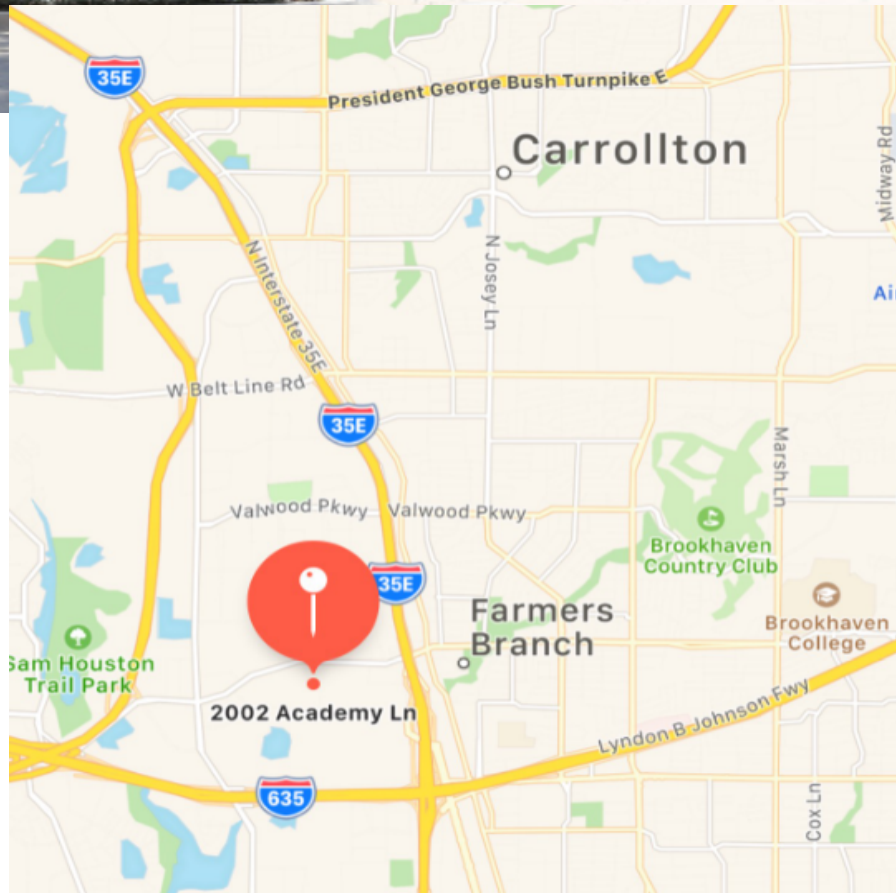 35E
President George Bush Turnpike E
Carrollton
Midway Rd
N Josey Ln
N Interstate 35E
W Belt Line Rd
35E
Marsh Ln
Valwood Pkwy
Valwood Pkwy
Brookhaven
Country Club
35E
Farmers
Branch
Brookhaven
College
Sam Houston
Trail Park
2002 Academy Ln
Lyndon B Johnson Fwy
635
Cox Ln